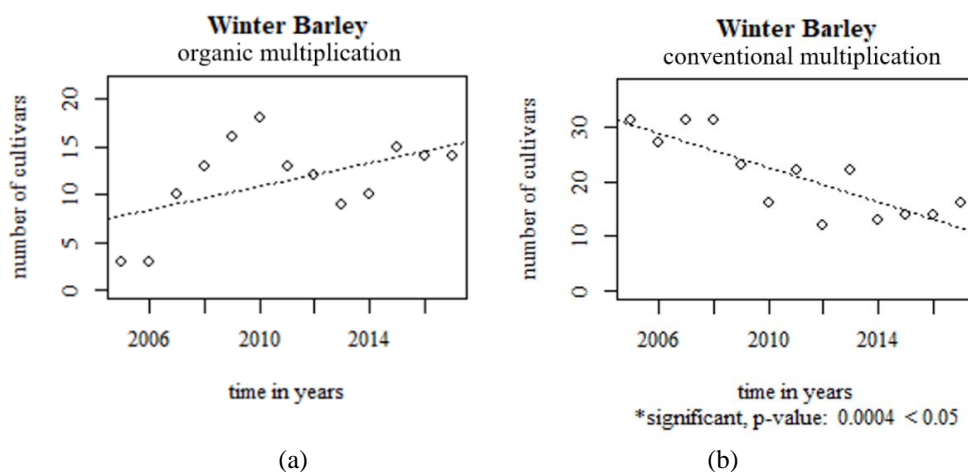 Winter Barley
organic multiplication
number of cultivars
20
15
10
5
0
2006 2010 2014
time in years
(a)
Winter Barley
conventional multiplication
number of cultivars
30
20
10
0
2006 2010 2014
time in years
*significant, p-value: 0.0004 < 0.05
(b)